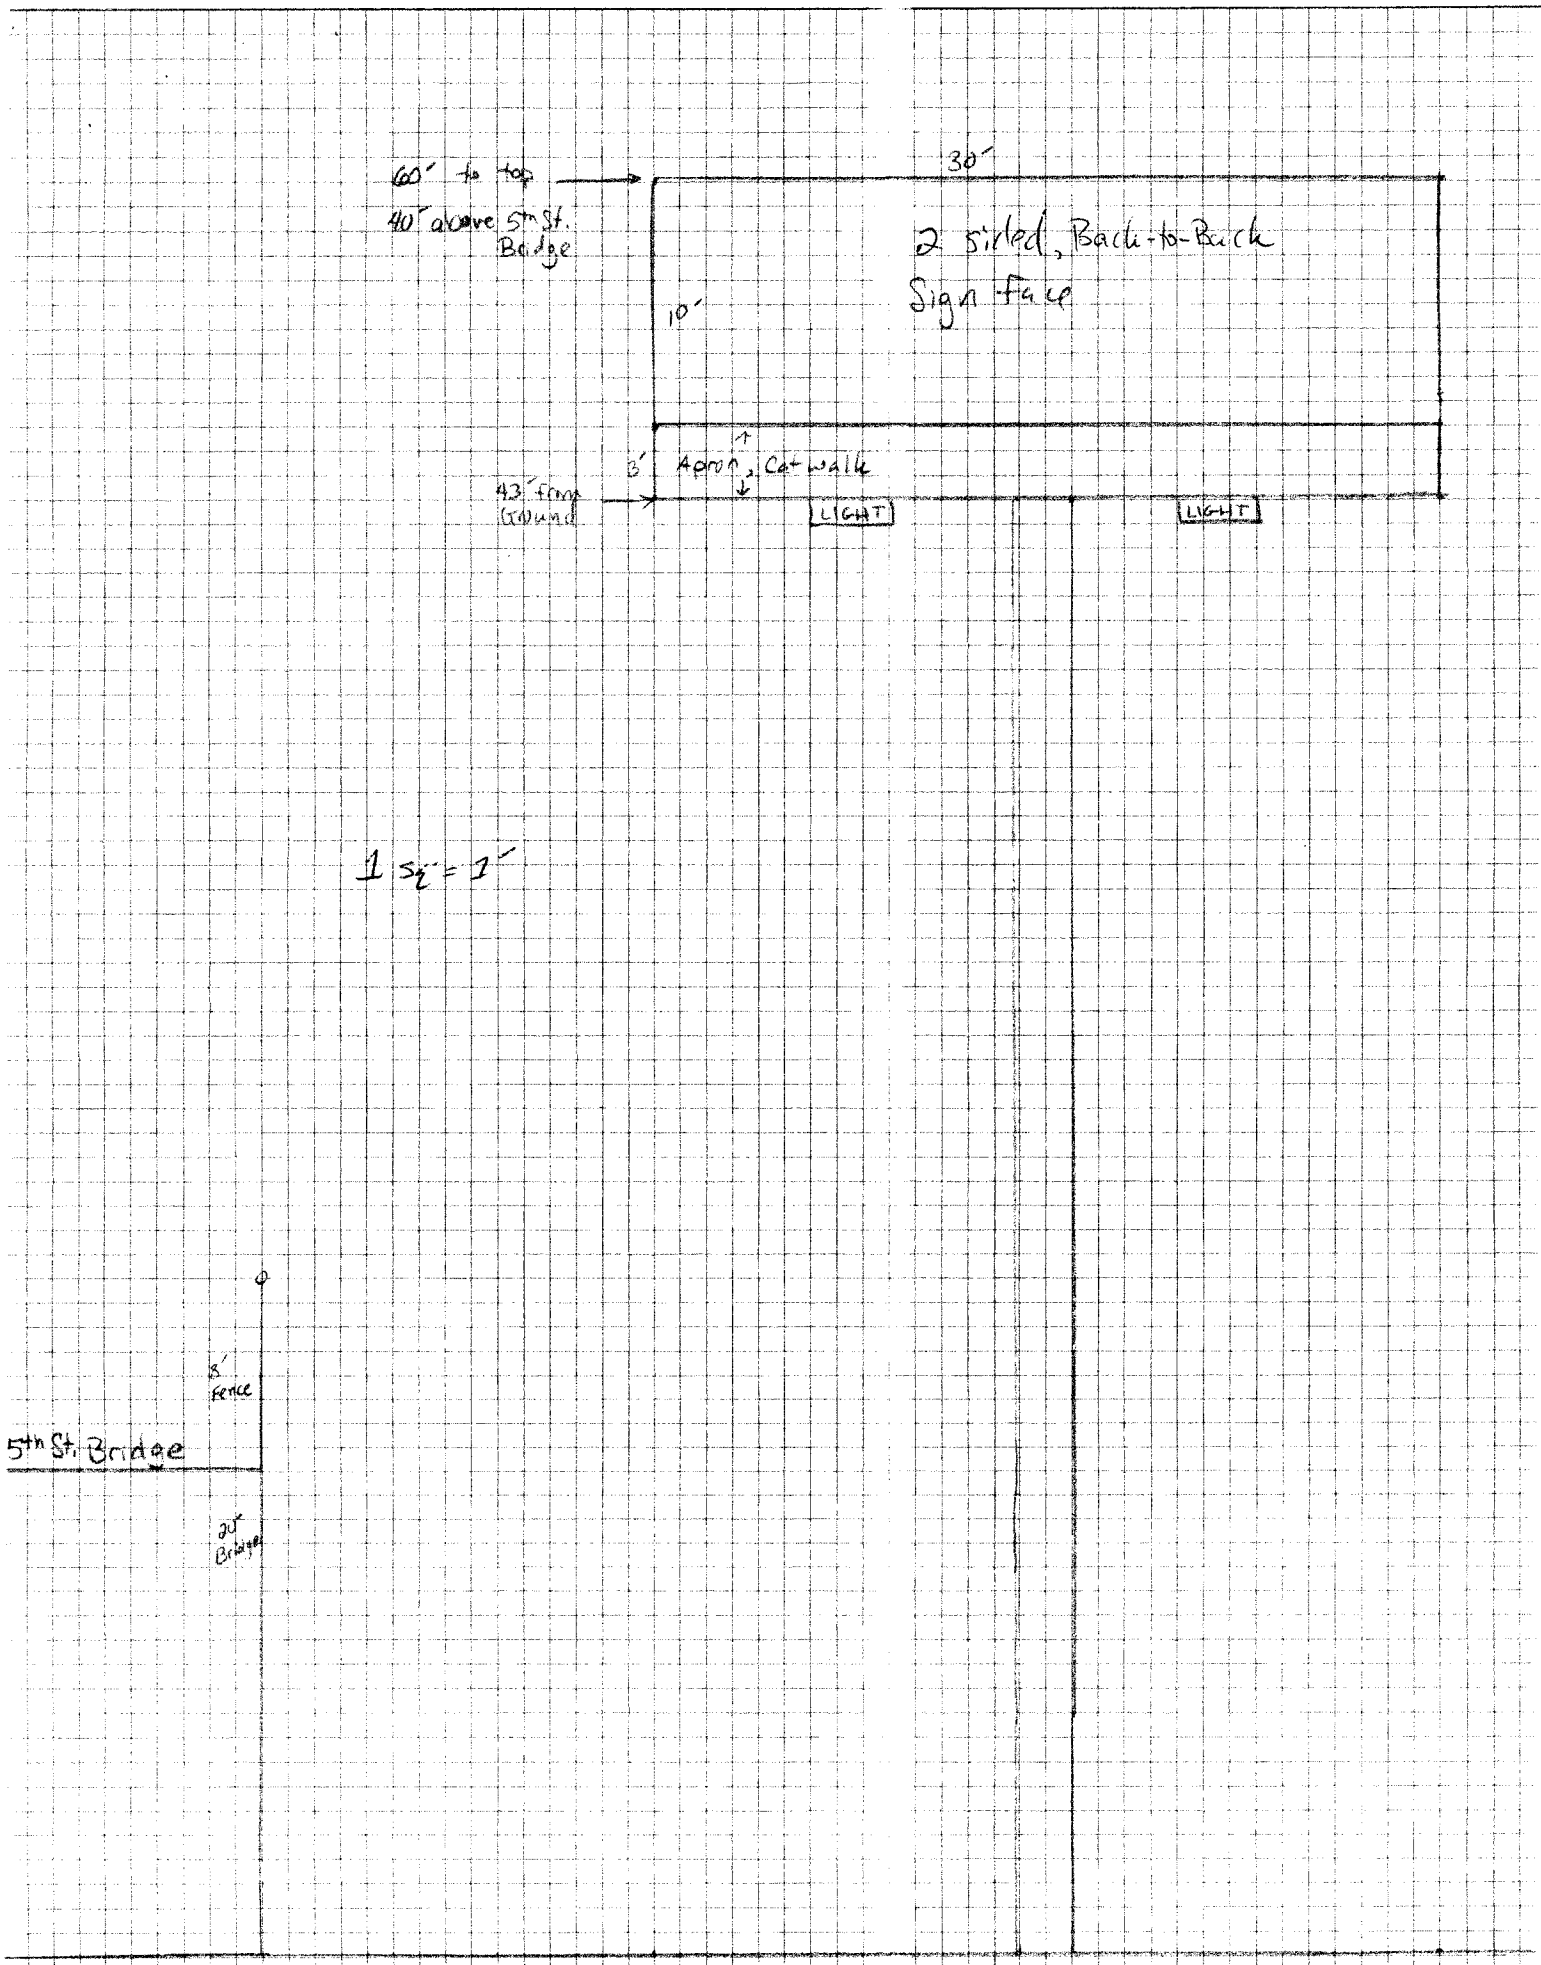 30'
60' to top
40' above 5th St.
Bridge
2 sided, Back-to-Back
Sign Face
10'
3'
Apron, Catwalk
43' from
Ground
LIGHT
LIGHT
1 sq = 1'
8'
Fence
5th St. Bridge
20'
Bridge